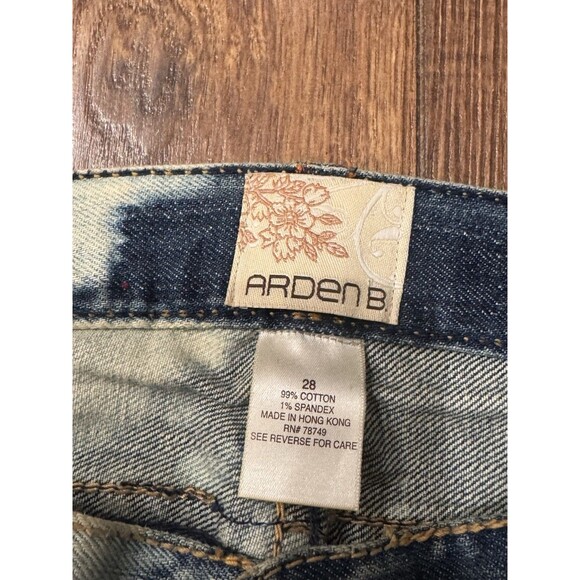 ARDEN B
28
99% COTTON
1% SPANDEX
MADE IN HONG KONG
RN# 78749
SEE REVERSE FOR CARE